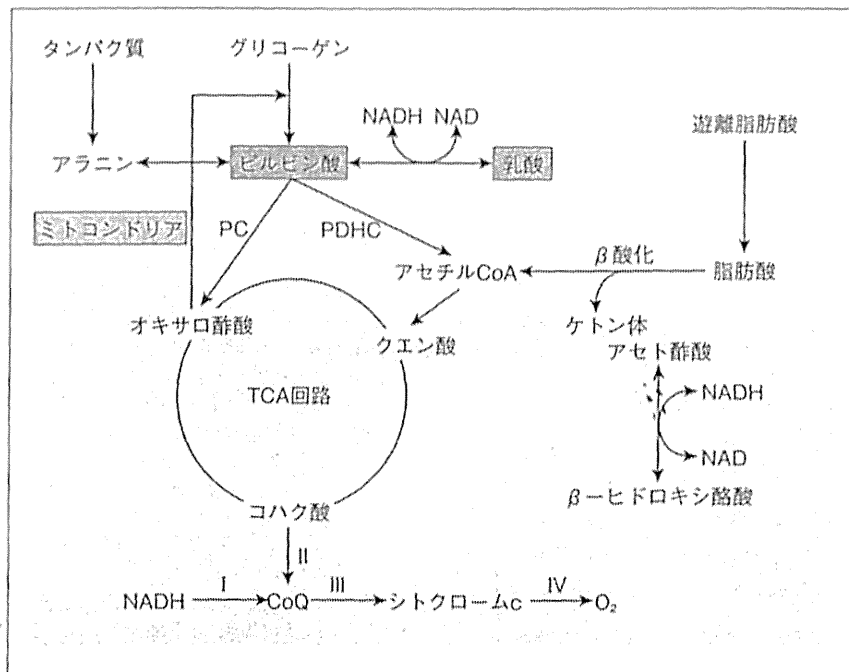 タンパク質
グリコーゲン
NADH NAD
遊離脂肪酸
アラニン
ピルビン酸
乳酸
ミトコンドリア
PC
PDHC
β酸化
アセチルCoA
脂肪酸
オキサロ酢酸
クエン酸
ケトン体
アセト酢酸
TCA回路
NADH
NAD
β-ヒドロキシ酪酸
コハク酸
II
I
III
IV
NADH
CoQ
シトクロームc
O₂